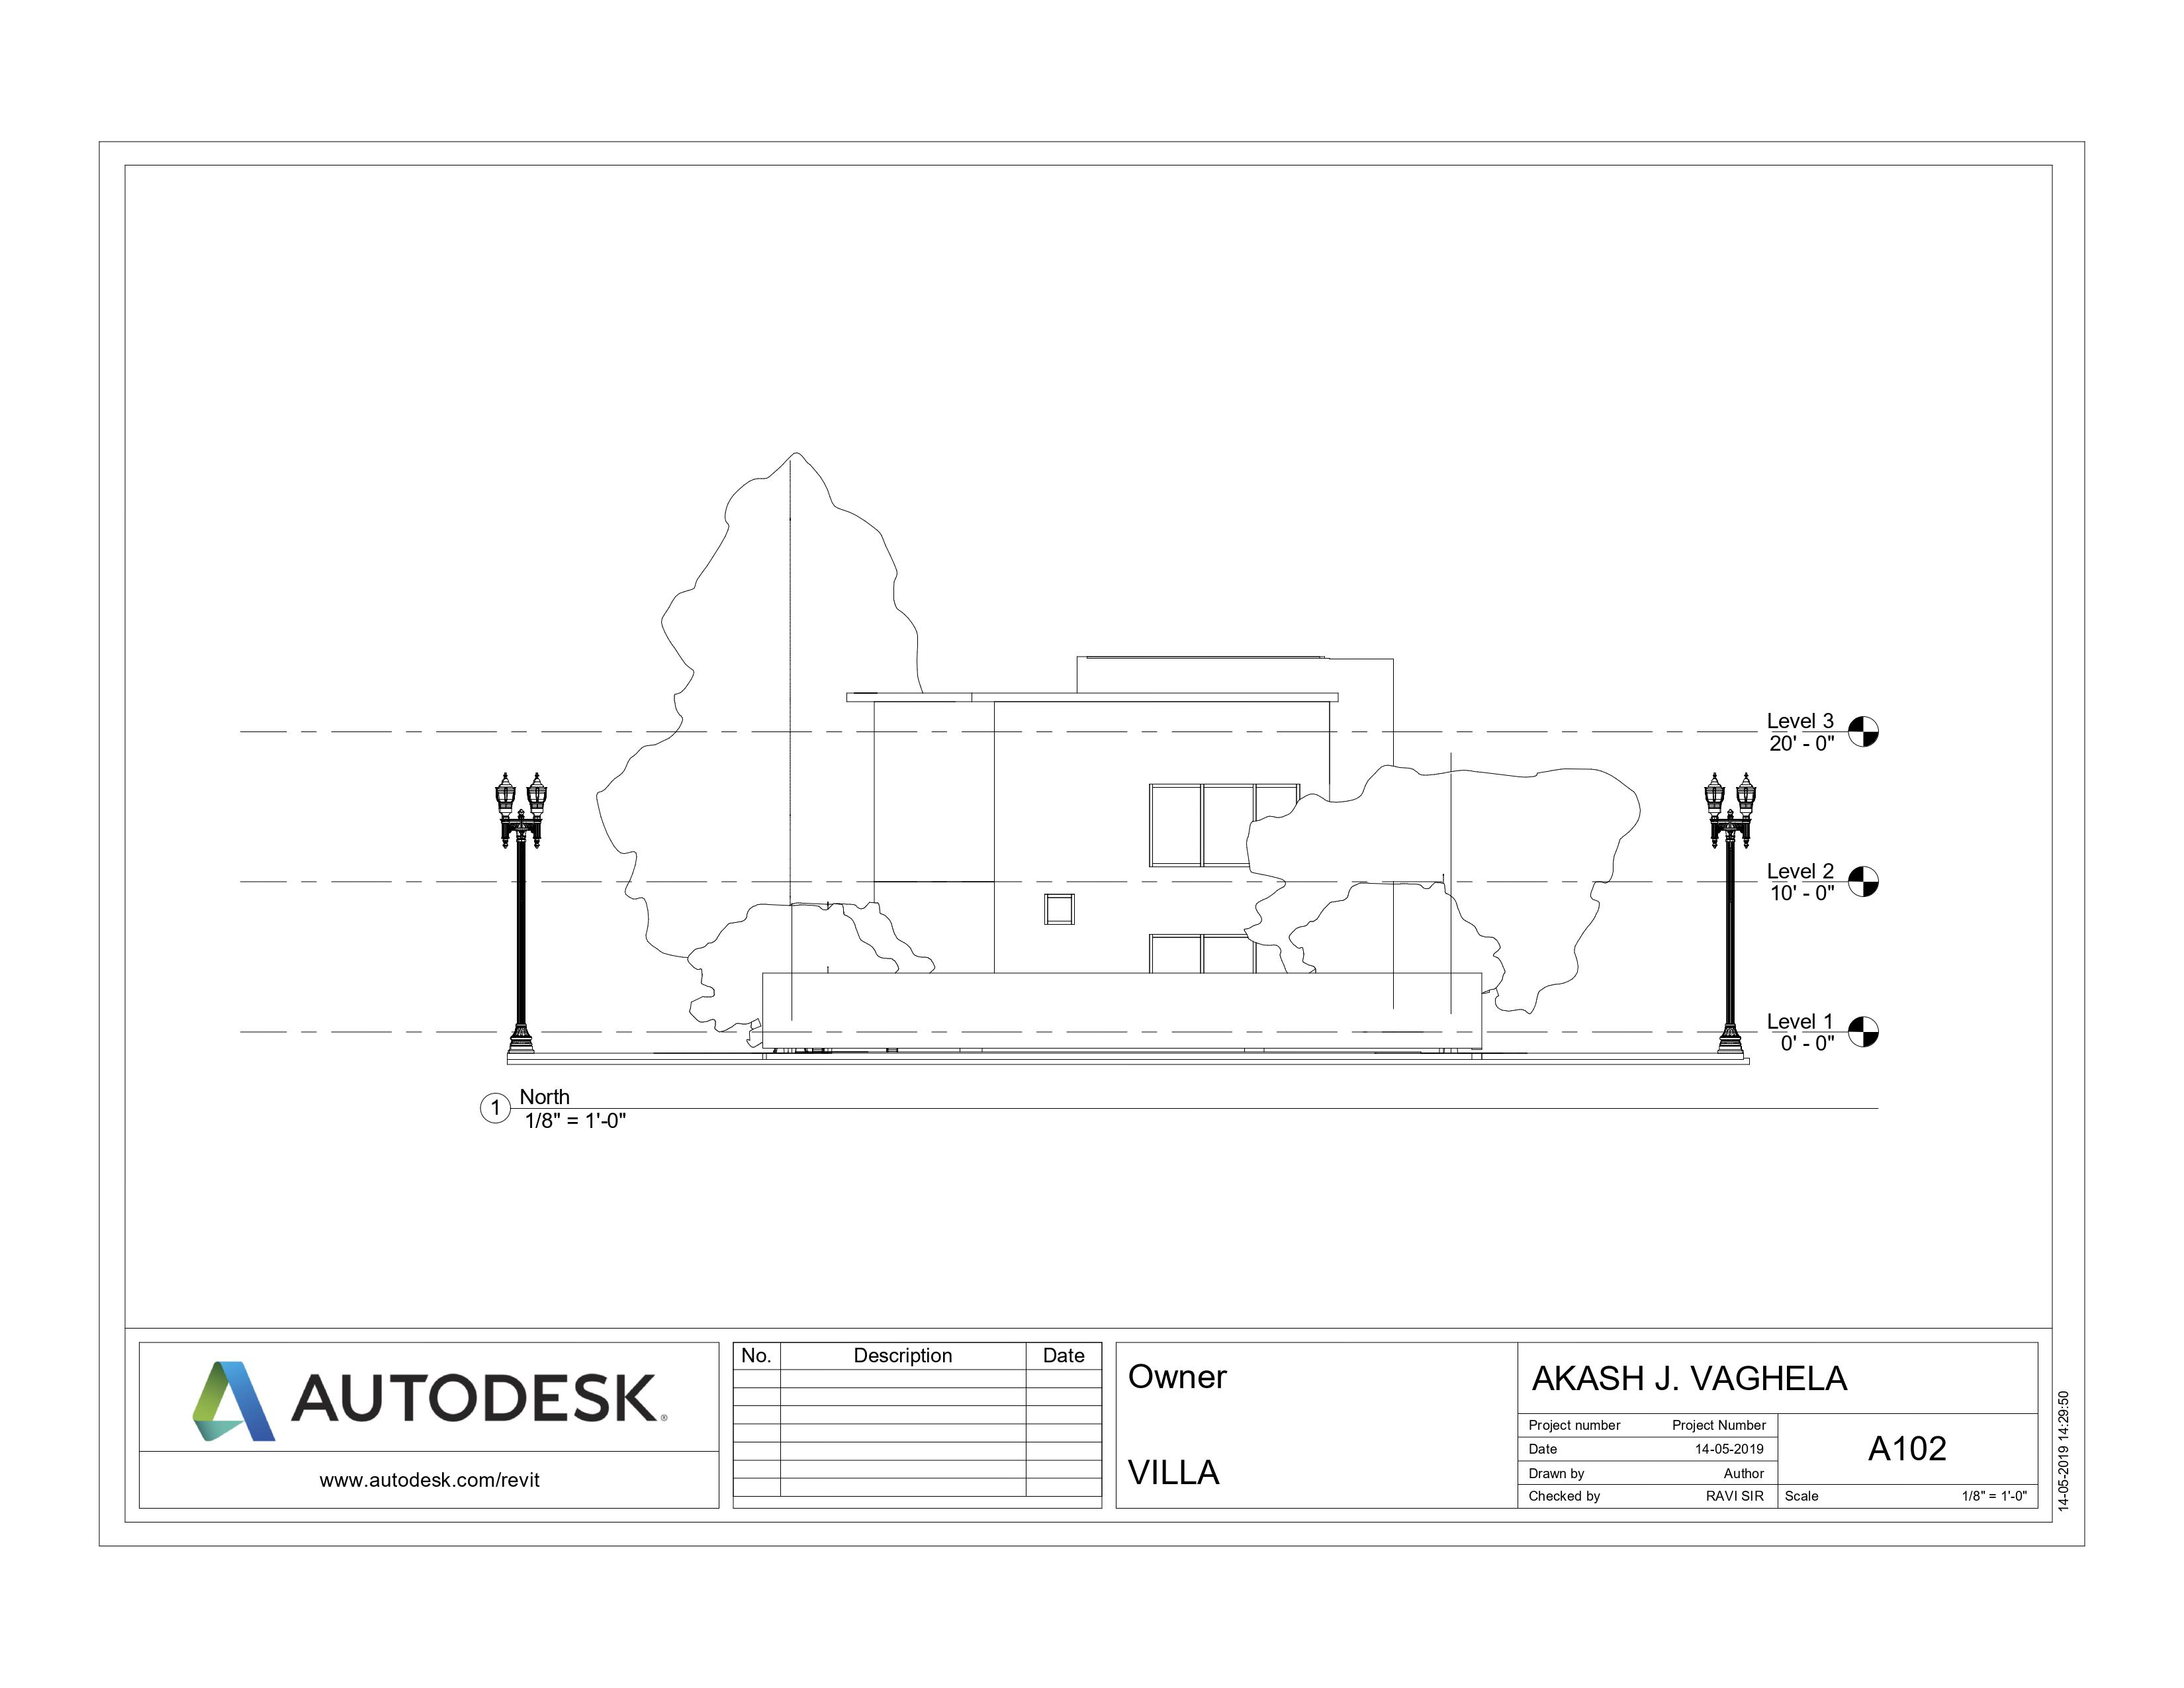 Level 3
20' - 0"
Level 2
10' - 0"
Level 1
0' - 0"
1
North
1/8" = 1'-0"
AUTODESK®
www.autodesk.com/revit
No. Description Date
Owner
VILLA
AKASH J. VAGHELA
Project number Project Number
Date 14-05-2019
Drawn by Author
Checked by RAVI SIR
A102
Scale 1/8" = 1'-0"
14-05-2019 14:29:50